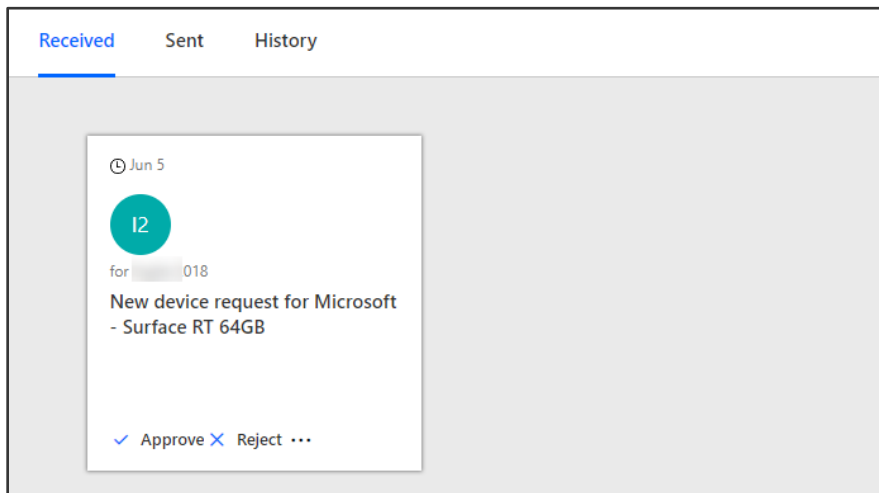 Received Sent History
Jun 5
I2
for 018
New device request for Microsoft
- Surface RT 64GB
Approve Reject ...